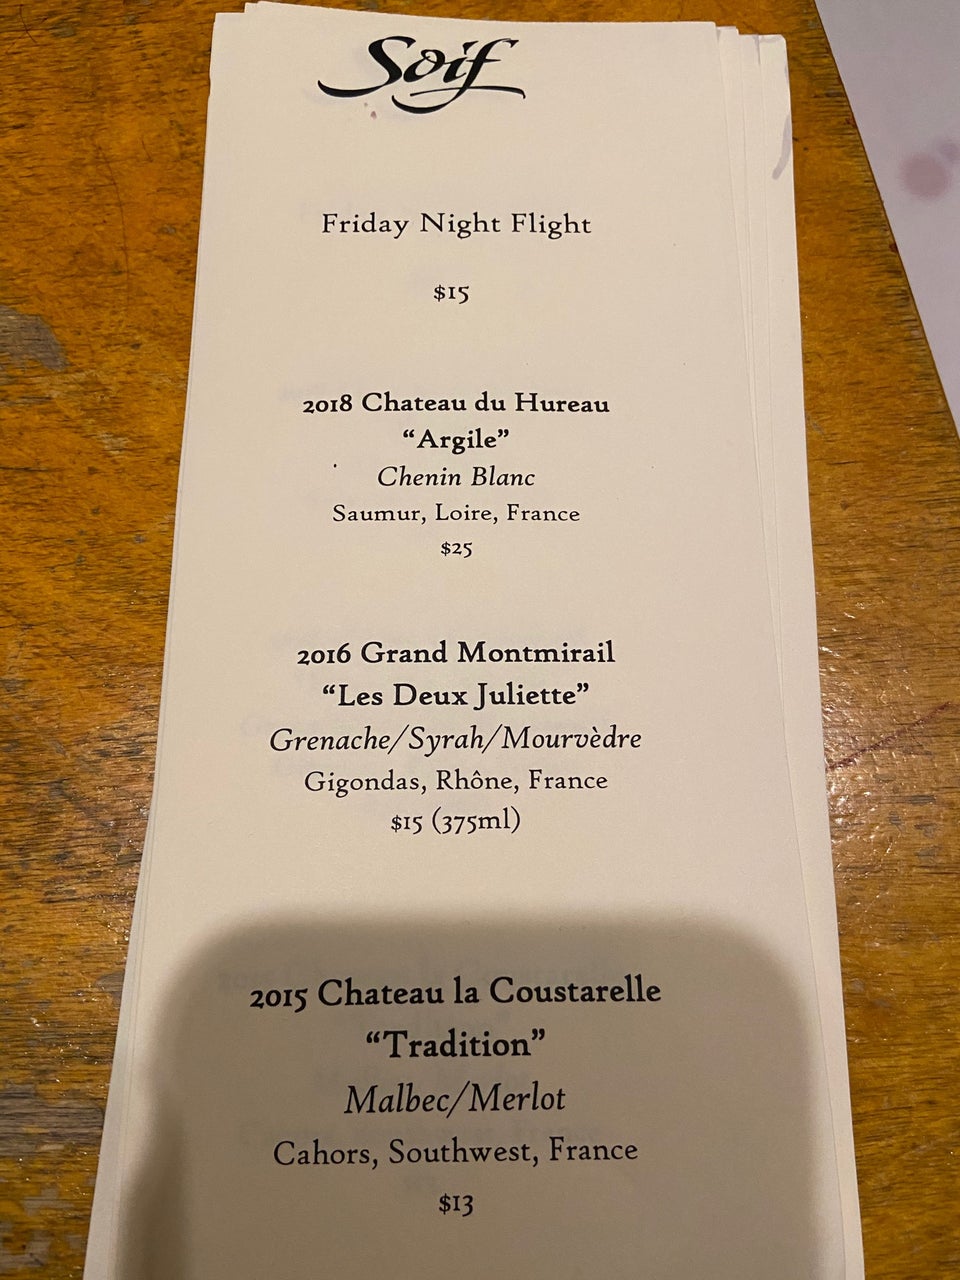 Soif
Friday Night Flight
$15
2018 Chateau du Hureau
“Argile”
Chenin Blanc
Saumur, Loire, France
$25
2016 Grand Montmirail
“Les Deux Juliette”
Grenache/Syrah/Mourvèdre
Gigondas, Rhône, France
$15 (375ml)
2015 Chateau la Coustarelle
“Tradition”
Malbec/Merlot
Cahors, Southwest, France
$13